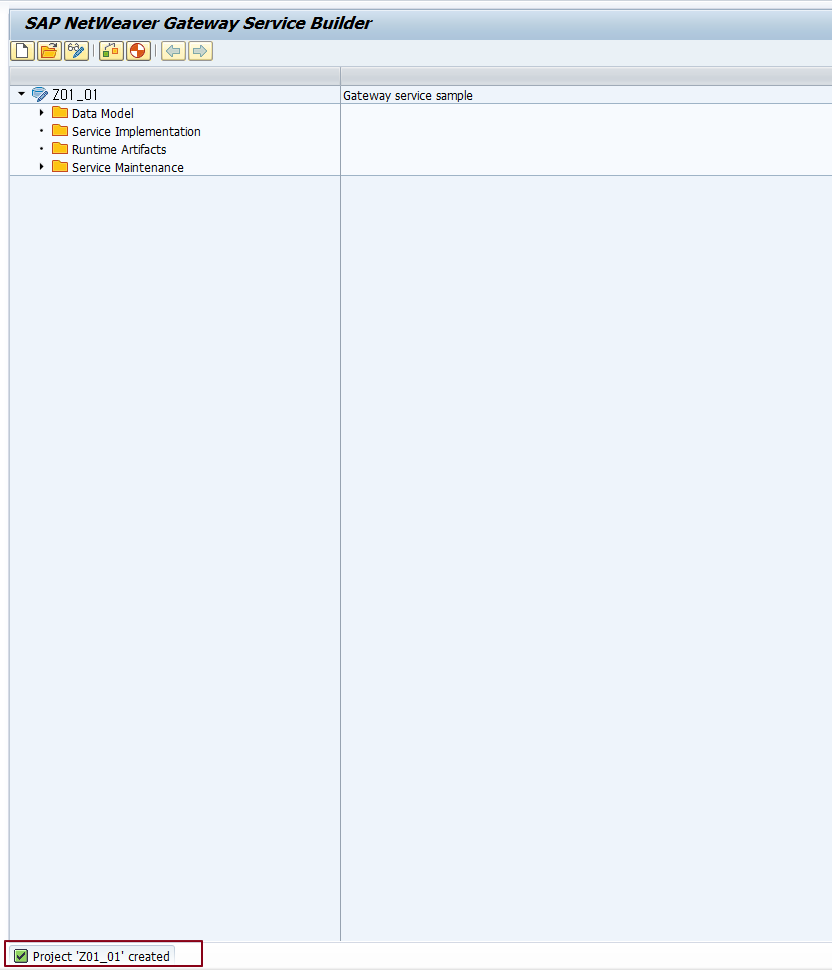 SAP NetWeaver Gateway Service Builder
Z01_01 Gateway service sample
Data Model
Service Implementation
Runtime Artifacts
Service Maintenance
Project 'Z01_01' created